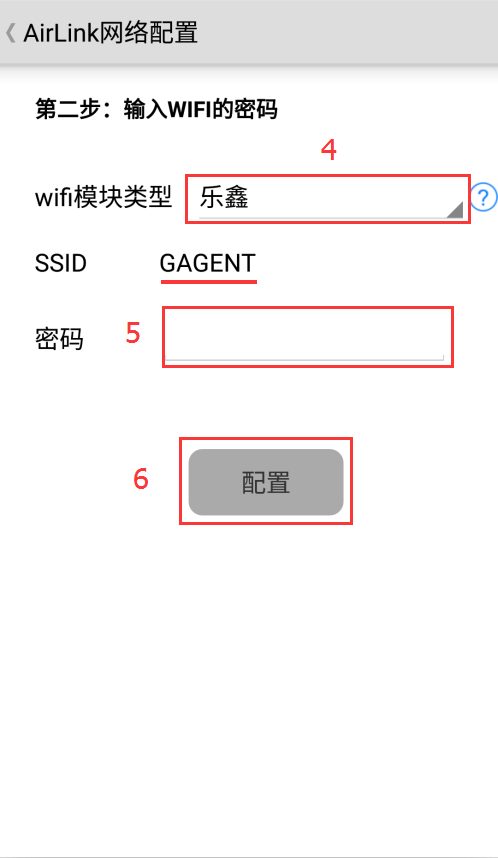 AirLink网络配置
第二步：输入WIFI的密码
4
wifi模块类型 乐鑫 ?
SSID GAGENT
密码 5
6 配置